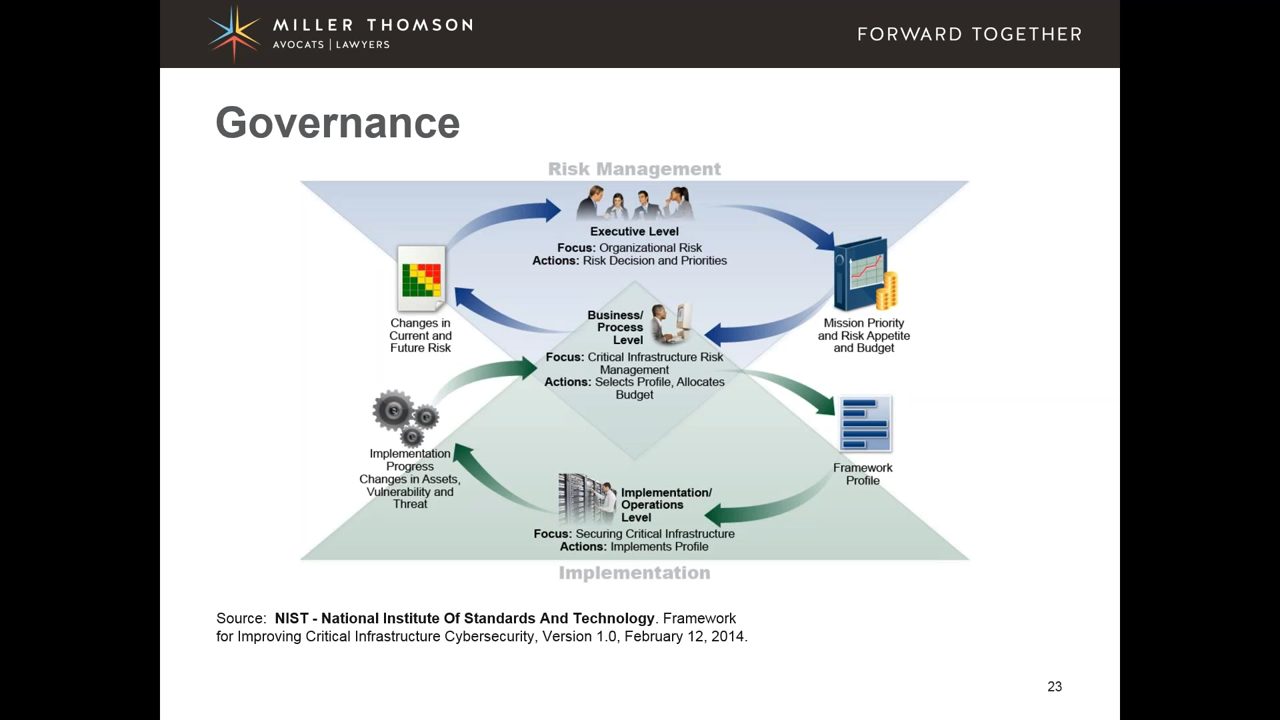 MILLER THOMSON
AVOCATS | LAWYERS
FORWARD TOGETHER
Governance
Risk Management
Executive Level
Focus: Organizational Risk
Actions: Risk Decision and Priorities
Changes in
Current and
Future Risk
Business/
Process
Level
Focus: Critical Infrastructure Risk
Management
Actions: Selects Profile, Allocates
Budget
Mission Priority
and Risk Appetite
and Budget
Implementation
Progress
Changes in Assets,
Vulnerability and
Threat
Framework
Profile
Implementation/
Operations
Level
Focus: Securing Critical Infrastructure
Actions: Implements Profile
Implementation
Source: NIST - National Institute Of Standards And Technology. Framework
for Improving Critical Infrastructure Cybersecurity, Version 1.0, February 12, 2014.
23